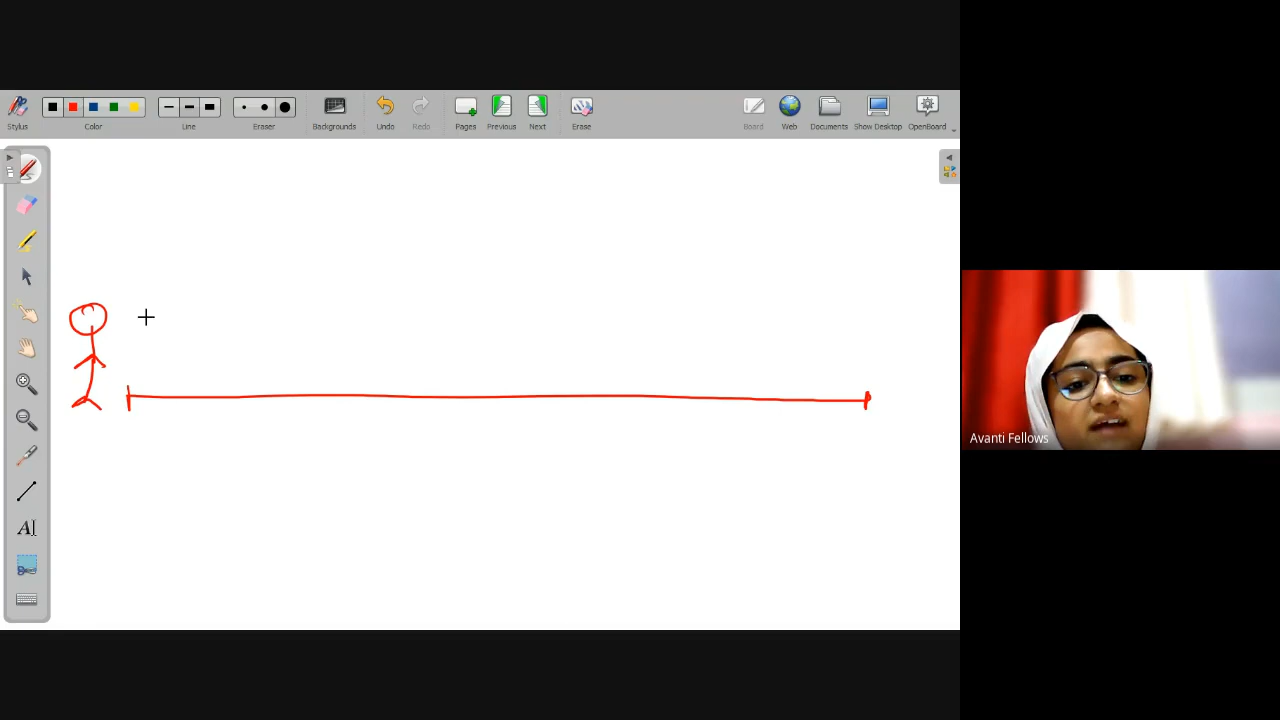 Stylus
Color
Line
Eraser
Backgrounds
Undo
Redo
Pages
Previous
Next
Erase
Board
Web
Documents
Show Desktop
OpenBoard
AI
Avanti Fellows